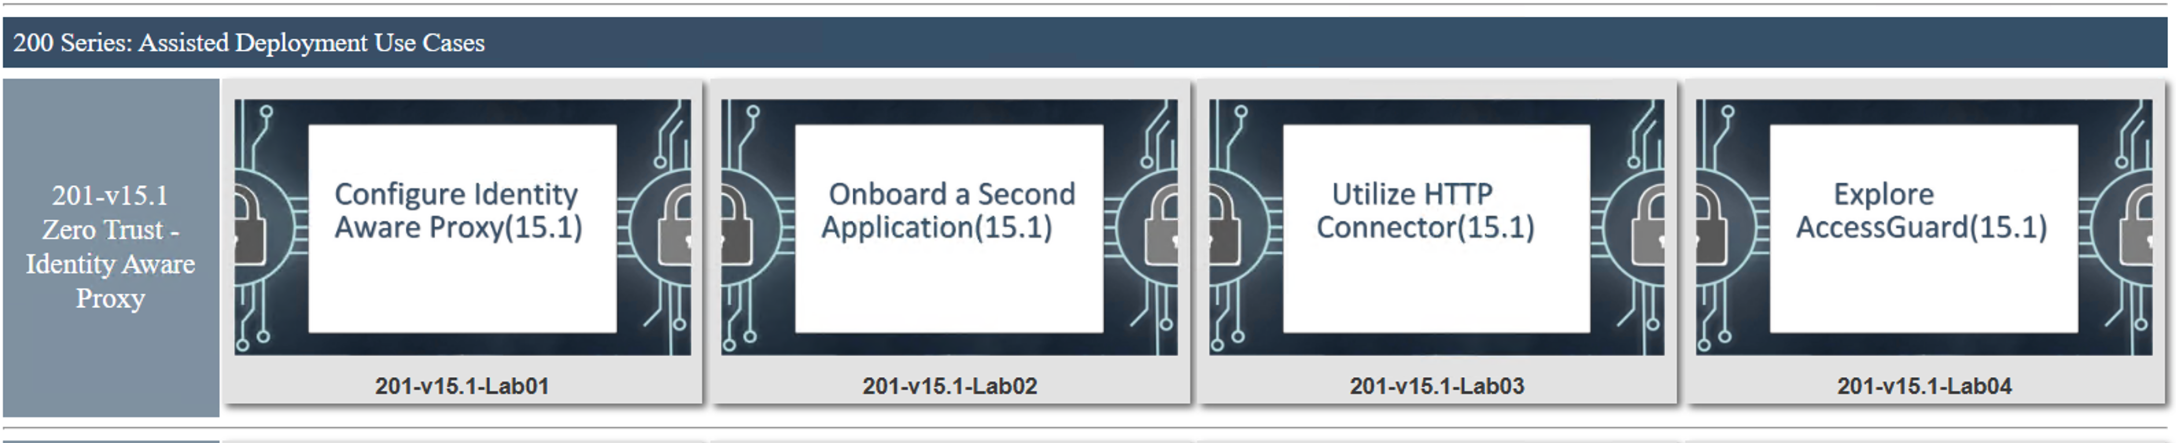 200 Series: Assisted Deployment Use Cases
201-v15.1
Zero Trust -
Identity Aware
Proxy
Configure Identity
Aware Proxy(15.1)
201-v15.1-Lab01
Onboard a Second
Application(15.1)
201-v15.1-Lab02
Utilize HTTP
Connector(15.1)
201-v15.1-Lab03
Explore
AccessGuard(15.1)
201-v15.1-Lab04